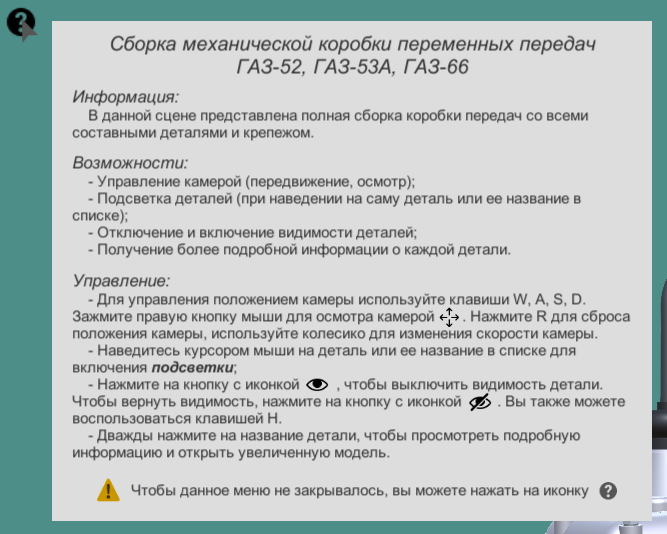 Сборка механической коробки переменных передач
ГАЗ-52, ГАЗ-53А, ГАЗ-66
Информация:
В данной сцене представлена полная сборка коробки передач со всеми
составными деталями и крепежом.
Возможности:
- Управление камерой (передвижение, осмотр);
- Подсветка деталей (при наведении на саму деталь или ее название в
списке);
- Отключение и включение видимости деталей;
- Получение более подробной информации о каждой детали.
Управление:
- Для управления положением камеры используйте клавиши W, A, S, D.
Зажмите правую кнопку мыши для осмотра камерой . Нажмите R для сброса
положения камеры, используйте колесико для изменения скорости камеры.
- Наведитесь курсором мыши на деталь или ее название в списке для
включения подсветки;
- Нажмите на кнопку с иконкой , чтобы выключить видимость детали.
Чтобы вернуть видимость, нажмите на кнопку с иконкой . Вы также можете
воспользоваться клавишей H.
- Дважды нажмите на название детали, чтобы просмотреть подробную
информацию и открыть увеличенную модель.
Чтобы данное меню не закрывалось, вы можете нажать на иконку ?